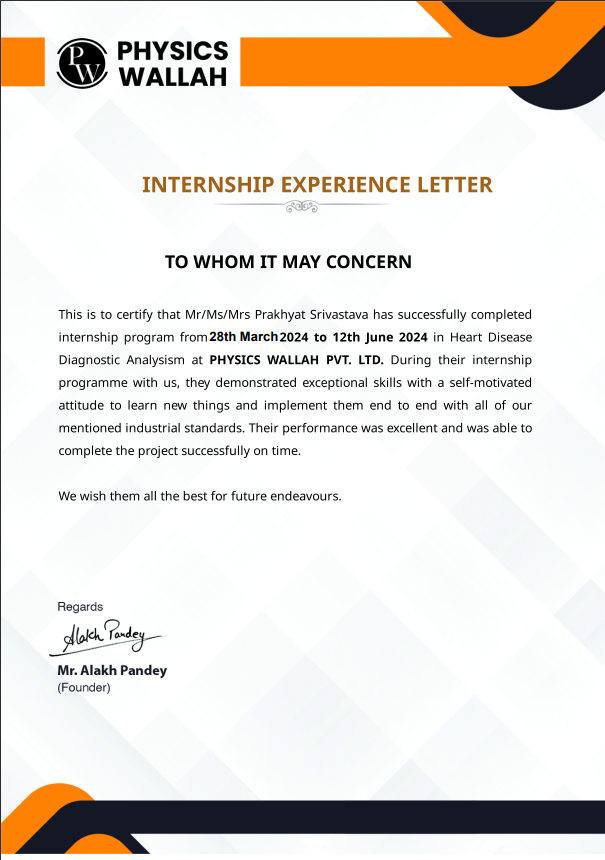 PW
PHYSICS
WALLAH
INTERNSHIP EXPERIENCE LETTER
TO WHOM IT MAY CONCERN
This is to certify that Mr/Ms/Mrs Prakhyat Srivastava has successfully completed
internship program from 28th March 2024 to 12th June 2024 in Heart Disease
Diagnostic Analysism at PHYSICS WALLAH PVT. LTD. During their internship
programme with us, they demonstrated exceptional skills with a self-motivated
attitude to learn new things and implement them end to end with all of our
mentioned industrial standards. Their performance was excellent and was able to
complete the project successfully on time.
We wish them all the best for future endeavours.
Regards
Alakh Pandey
Mr. Alakh Pandey
(Founder)